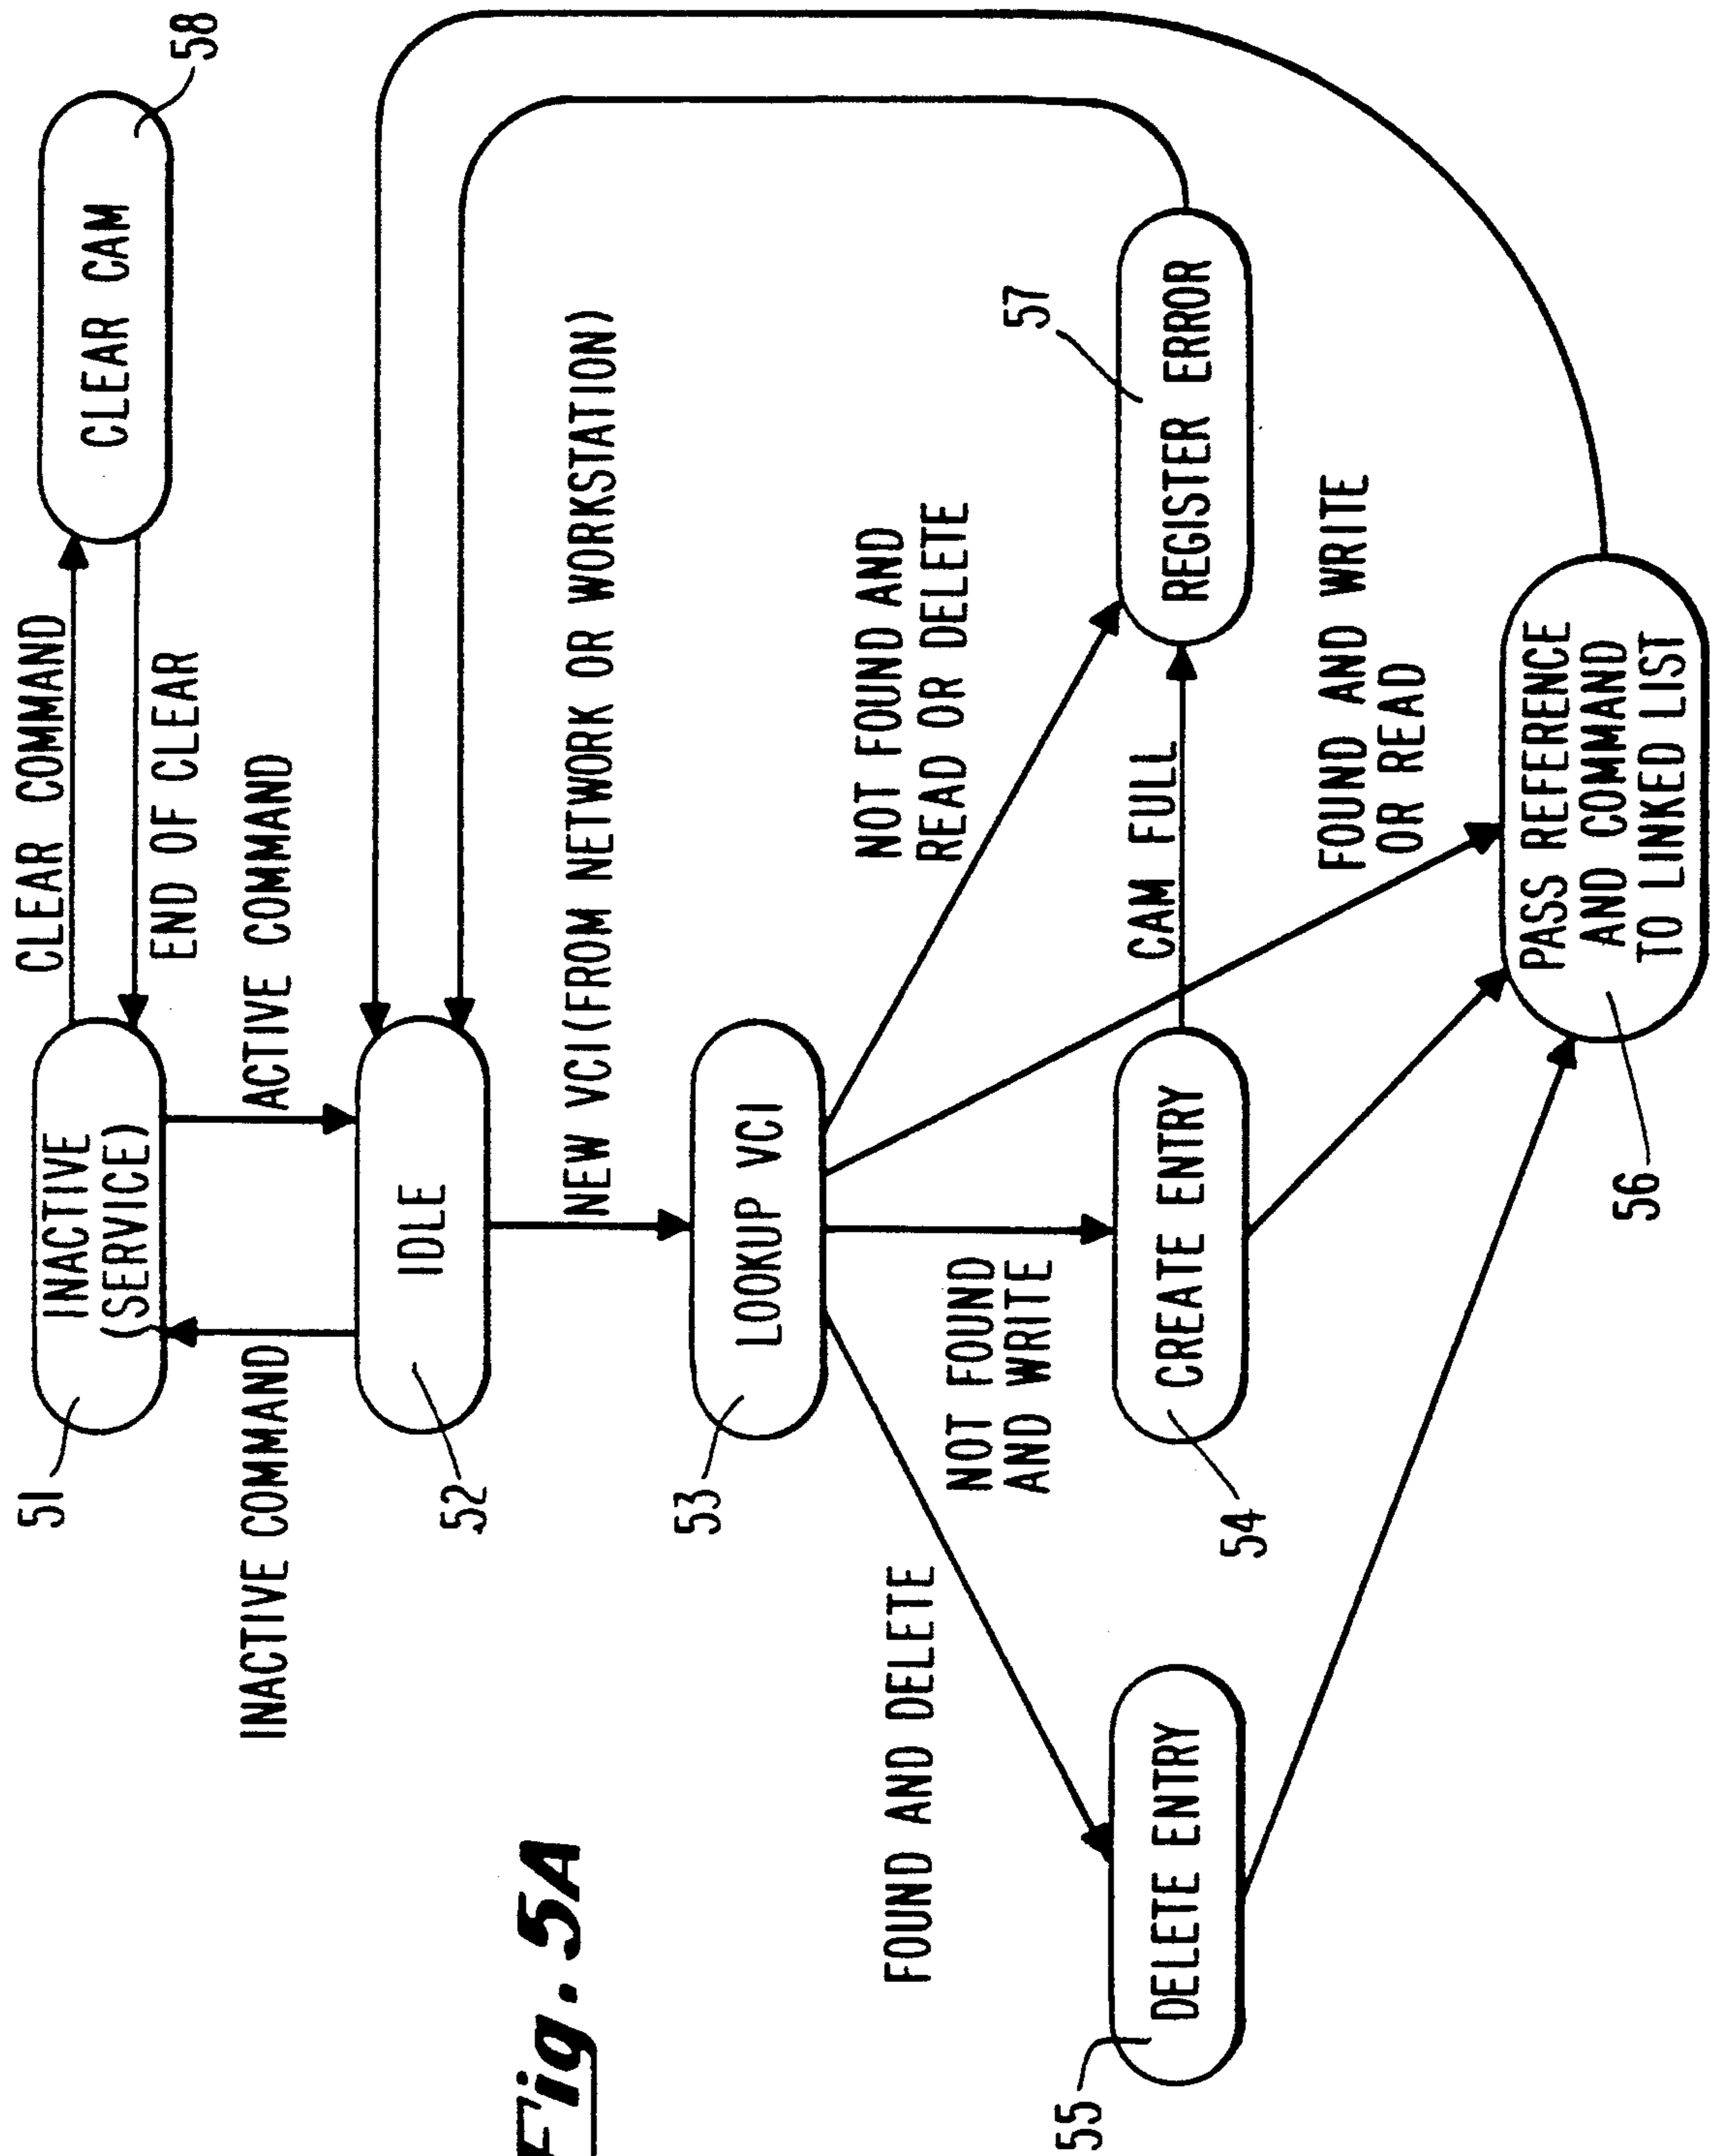 51
INACTIVE
(SERVICE)
CLEAR COMMAND
END OF CLEAR
CLEAR CAM
58
INACTIVE COMMAND
ACTIVE COMMAND
52
IDLE
NEW VCI (FROM NETWORK OR WORKSTATION)
53
LOOKUP VCI
FOUND AND DELETE
NOT FOUND
AND WRITE
NOT FOUND AND
READ OR DELETE
57
55
DELETE ENTRY
54
CREATE ENTRY
CAM FULL
REGISTER ERROR
FOUND AND WRITE
OR READ
56
PASS REFERENCE
AND COMMAND
TO LINKED LIST
Fig. 5A